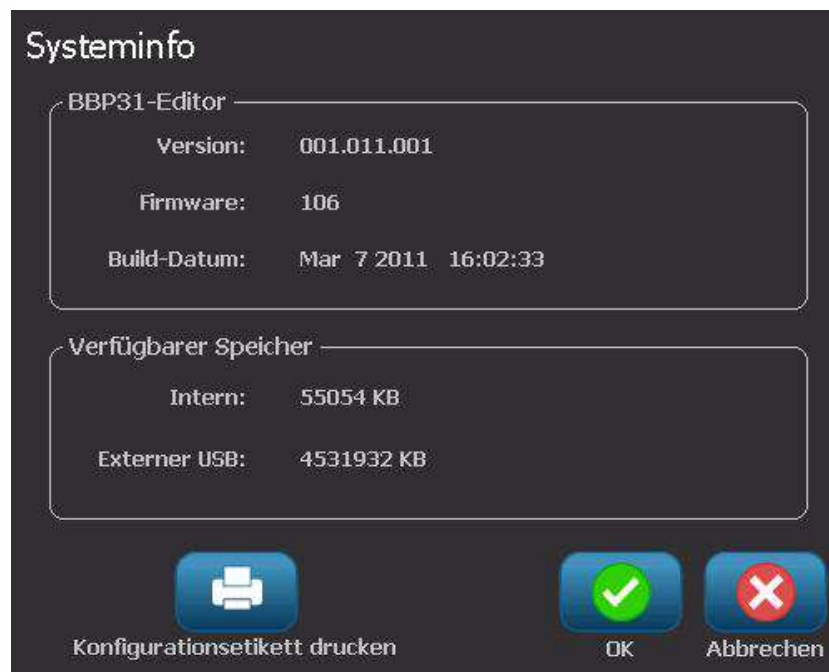 Systeminfo
BBP31-Editor
Version: 001.011.001
Firmware: 106
Build-Datum: Mar 7 2011 16:02:33
Verfügbarer Speicher
Intern: 55054 KB
Externer USB: 4531932 KB
Konfigurationsetikett drucken
OK
Abbrechen